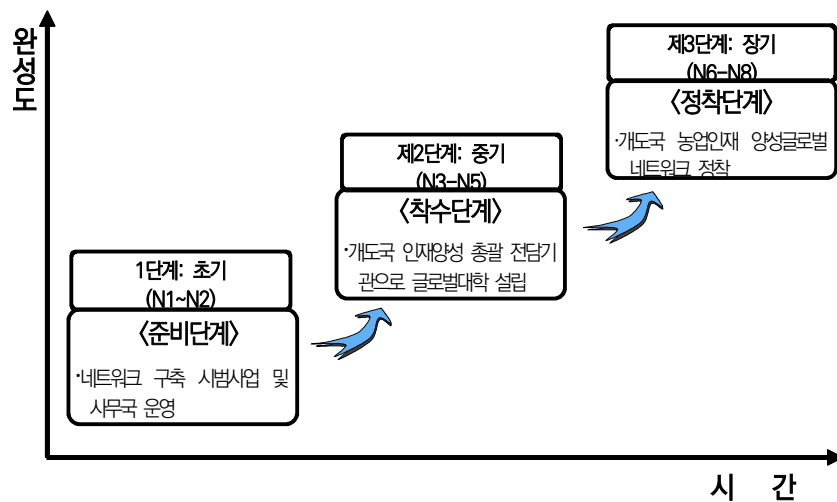 완성도
제3단계: 장기
(N6-N8)
<정착단계>
·개도국 농업인재 양성글로벌
네트워크 정착
제2단계: 중기
(N3-N5)
<착수단계>
·개도국 인재양성 총괄 전담기
관으로 글로벌대학 설립
1단계: 초기
(N1~N2)
<준비단계>
·네트워크 구축 시범사업 및
사무국 운영
시 간